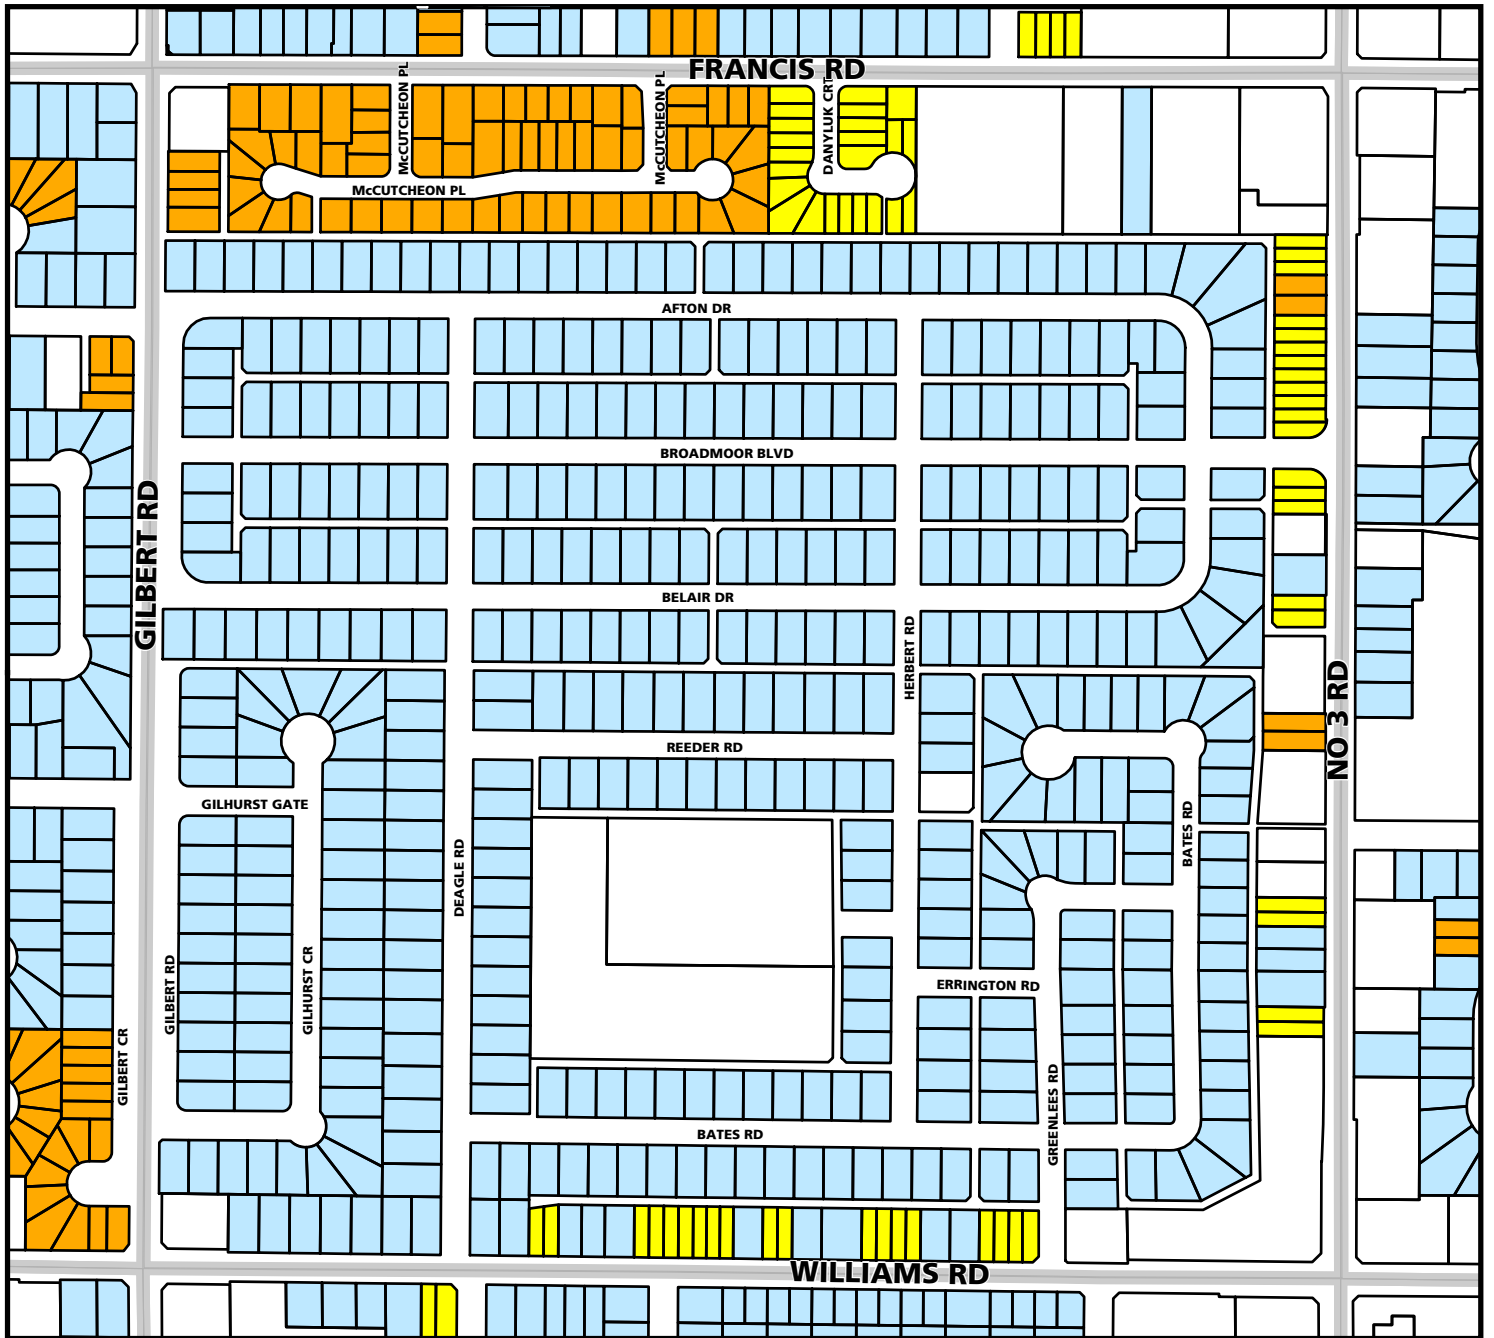 FRANCIS RD
McCUTCHEON PL
McCUTCHEON PL
DANYLUK CRT
McCUTCHEON PL
AFTON DR
BROADMOOR BLVD
GILBERT RD
BELAIR DR
HERBERT RD
NO 3 RD
REEDER RD
GILHURST GATE
BATES RD
DEAGLE RD
GILBERT RD
GILHURST CR
ERRINGTON RD
GILBERT CR
GREENLEES RD
BATES RD
WILLIAMS RD